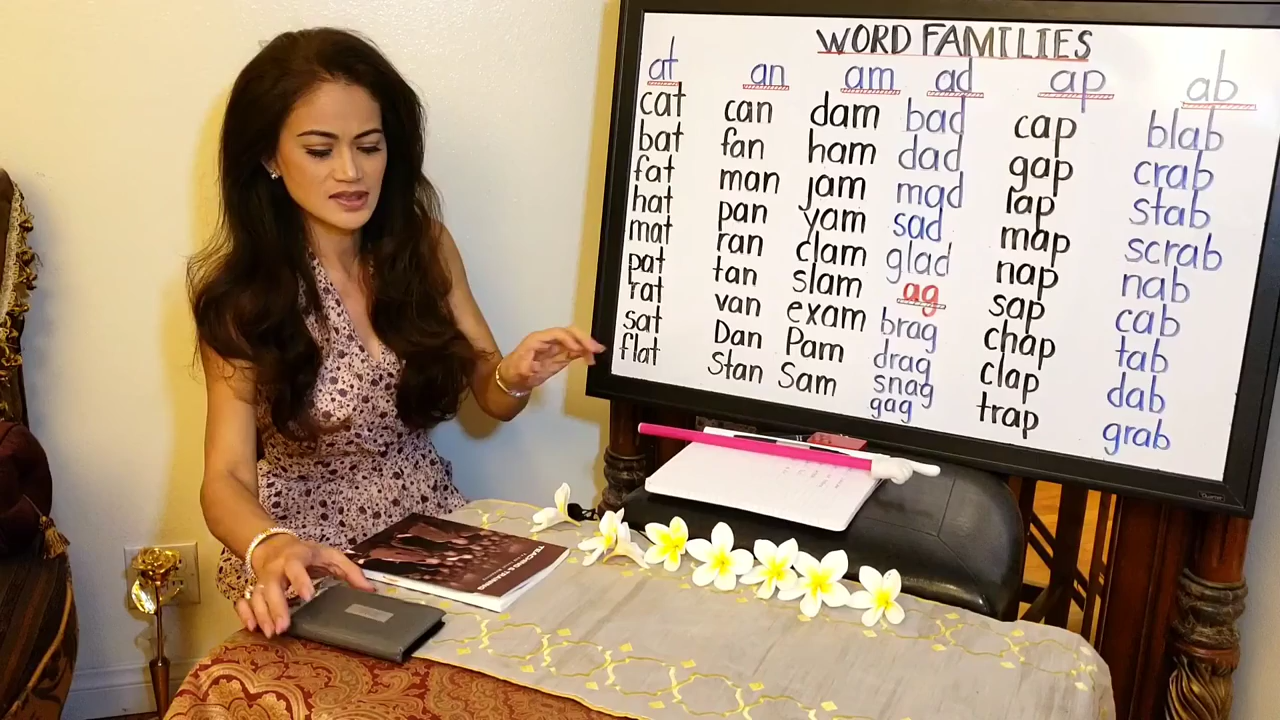 WORD FAMILIES
at an am ad ap ab
cat can dam bad cap blab
bat fan ham dad gap crab
fat man jam mad lap stab
hat pan yam sad map scrab
mat ran clam glad nap nab
pat tan slam ag sap cab
rat van exam brag chap tab
sat Dan Pam drag clap dab
flat Stan Sam snag trap grab
gag
TEACHING & TRAINING